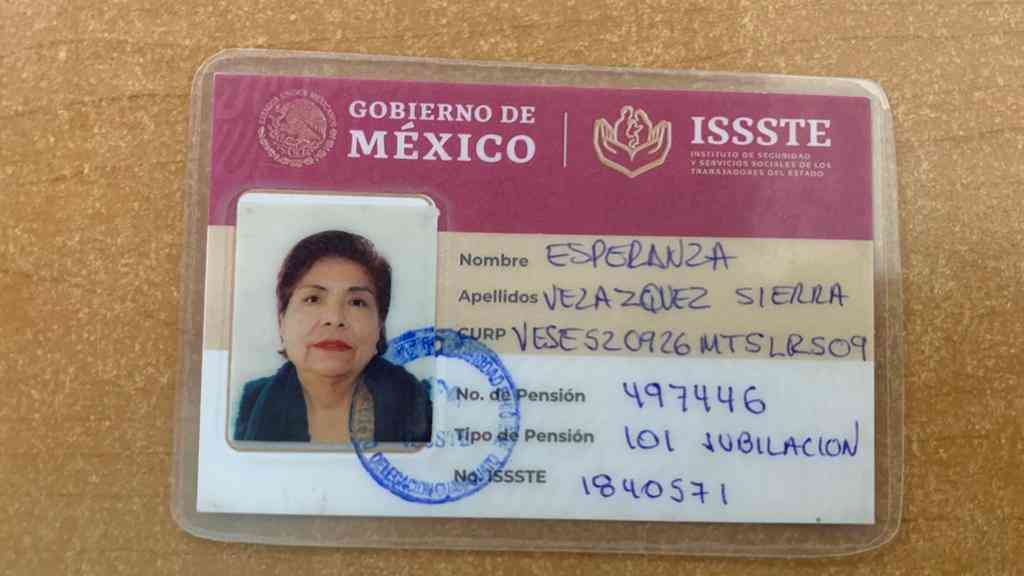 GOBIERNO DE
MÉXICO
ISSSTE
INSTITUTO DE SEGURIDAD
Y SERVICIOS SOCIALES DE LOS
TRABAJADORES DEL ESTADO
Nombre ESPERANZA
Apellidos VELAZQUEZ SIERRA
CURP VESE520926MTSLRS09
No. de Pensión 497446
Tipo de Pensión 101 JUBILACION
No. ISSSTE 1840571